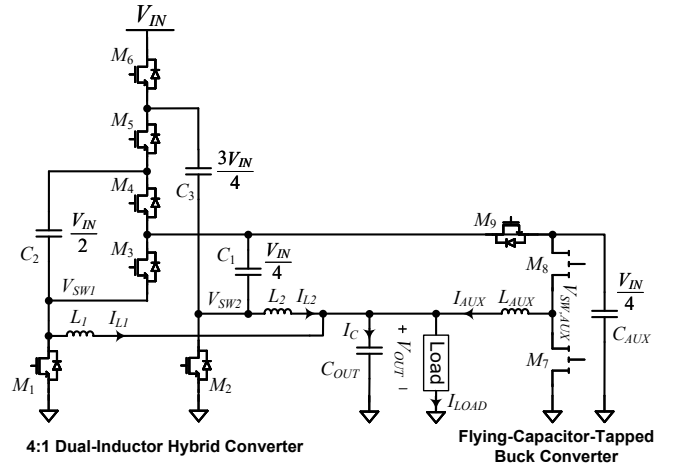 V_IN
M_6
M_5
3V_IN
4
C_3
M_4
M_9
V_IN
2
C_2
M_3
C_1
V_IN
4
M_8
V_IN
4
V_SW1
V_SW2
L_2
I_L2
I_AUX
L_AUX
V_SW,AUX
C_AUX
L_1
I_L1
I_C
+ V_OUT −
Load
M_7
C_OUT
M_1
M_2
I_LOAD
4:1 Dual-Inductor Hybrid Converter
Flying-Capacitor-Tapped
Buck Converter